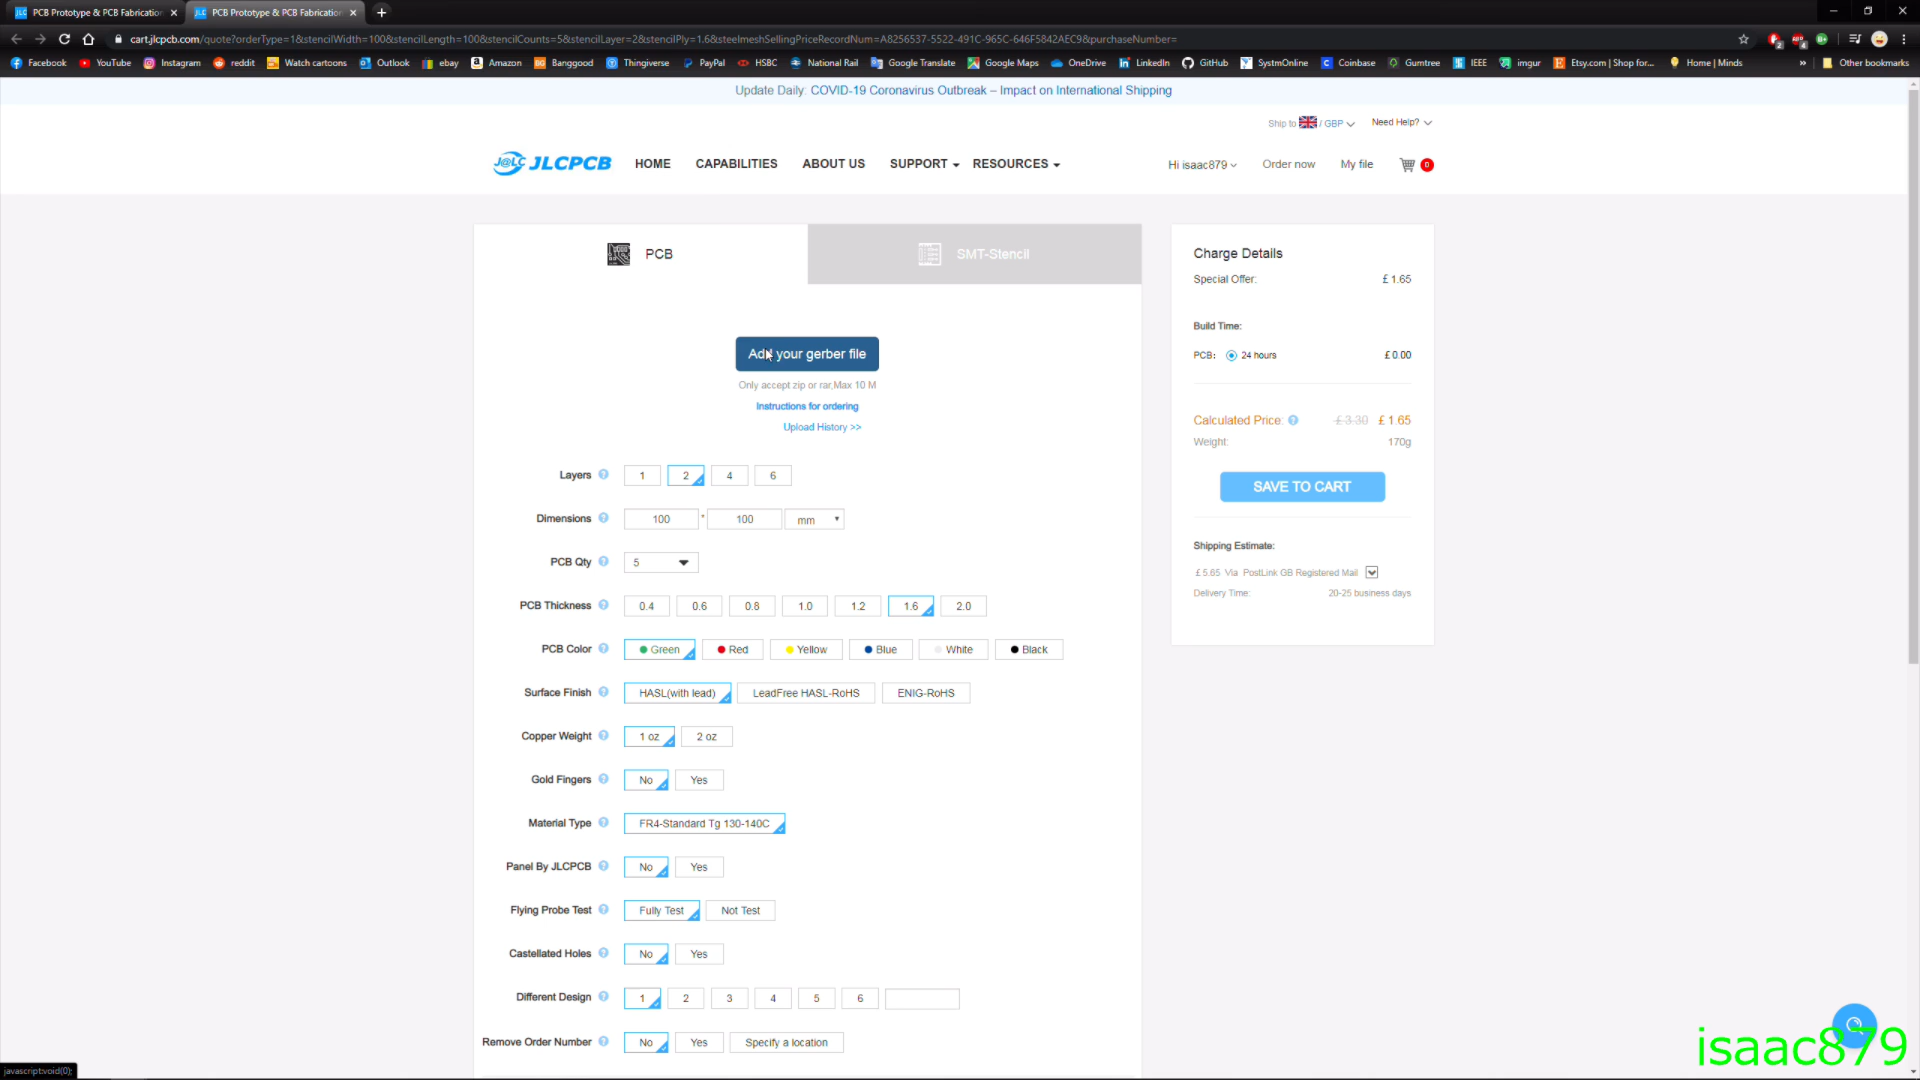 PCB Prototype & PCB Fabricatio
PCB Prototype & PCB Fabricatio
cart.jlcpcb.com/quote?orderType=1&stencilWidth=100&stencilLength=100&stencilCounts=5&stencilLayer=2&stencilPly=1.6&steelmeshSellingPriceRecordNum=A8256537-5522-491C-965C-646F5842AEC9&purchaseNumber=
Facebook YouTube Instagram reddit Watch cartoons Outlook ebay Amazon Banggood Thingiverse PayPal HSBC National Rail Google Translate Google Maps OneDrive LinkedIn GitHub SystmOnline Coinbase Gumtree IEEE imgur Etsy.com | Shop for... Home | Minds » Other bookmarks
Update Daily: COVID-19 Coronavirus Outbreak – Impact on International Shipping
Ship to / GBP Need Help?
J@LC JLCPCB HOME CAPABILITIES ABOUT US SUPPORT RESOURCES Hi isaac879 Order now My file 0
PCB
SMT-Stencil
Add your gerber file
Only accept zip or rar,Max 10 M
Instructions for ordering
Upload History >>
Layers ? 1 2 4 6
Dimensions ? 100 * 100 mm
PCB Qty ? 5
PCB Thickness ? 0.4 0.6 0.8 1.0 1.2 1.6 2.0
PCB Color ? Green Red Yellow Blue White Black
Surface Finish ? HASL(with lead) LeadFree HASL-RoHS ENIG-RoHS
Copper Weight ? 1 oz 2 oz
Gold Fingers ? No Yes
Material Type ? FR4-Standard Tg 130-140C
Panel By JLCPCB ? No Yes
Flying Probe Test ? Fully Test Not Test
Castellated Holes ? No Yes
Different Design ? 1 2 3 4 5 6
Remove Order Number ? No Yes Specify a location
Charge Details
Special Offer: £ 1.65
Build Time:
PCB: 24 hours £ 0.00
Calculated Price: ? £ 3.30 £ 1.65
Weight: 170g
SAVE TO CART
Shipping Estimate:
£ 5.65 Via PostLink GB Registered Mail
Delivery Time: 20-25 business days
isaac879
javascript:void(0);